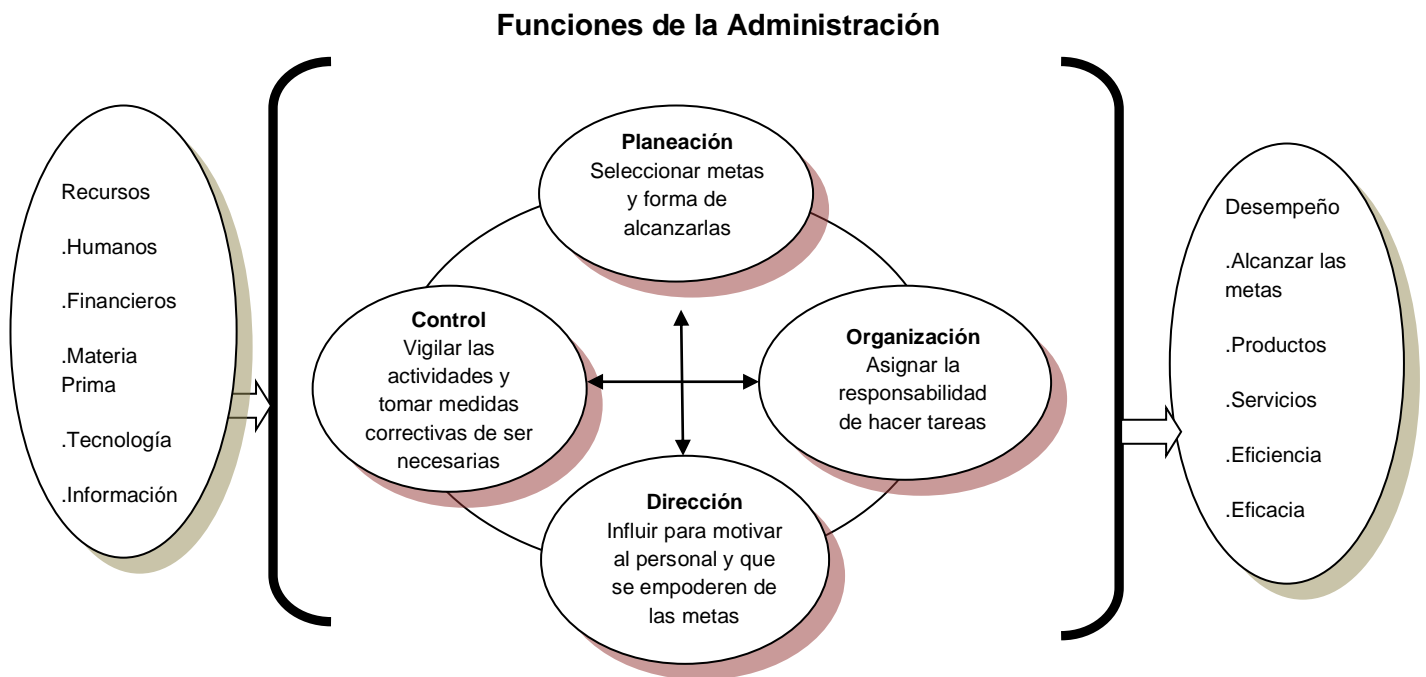 Funciones de la Administración
Recursos
.Humanos
.Financieros
.Materia
Prima
.Tecnología
.Información
Planeación
Seleccionar metas
y forma de
alcanzarlas
Control
Vigilar las
actividades y
tomar medidas
correctivas de ser
necesarias
Organización
Asignar la
responsabilidad
de hacer tareas
Dirección
Influir para motivar
al personal y que
se empoderen de
las metas
Desempeño
.Alcanzar las
metas
.Productos
.Servicios
.Eficiencia
.Eficacia